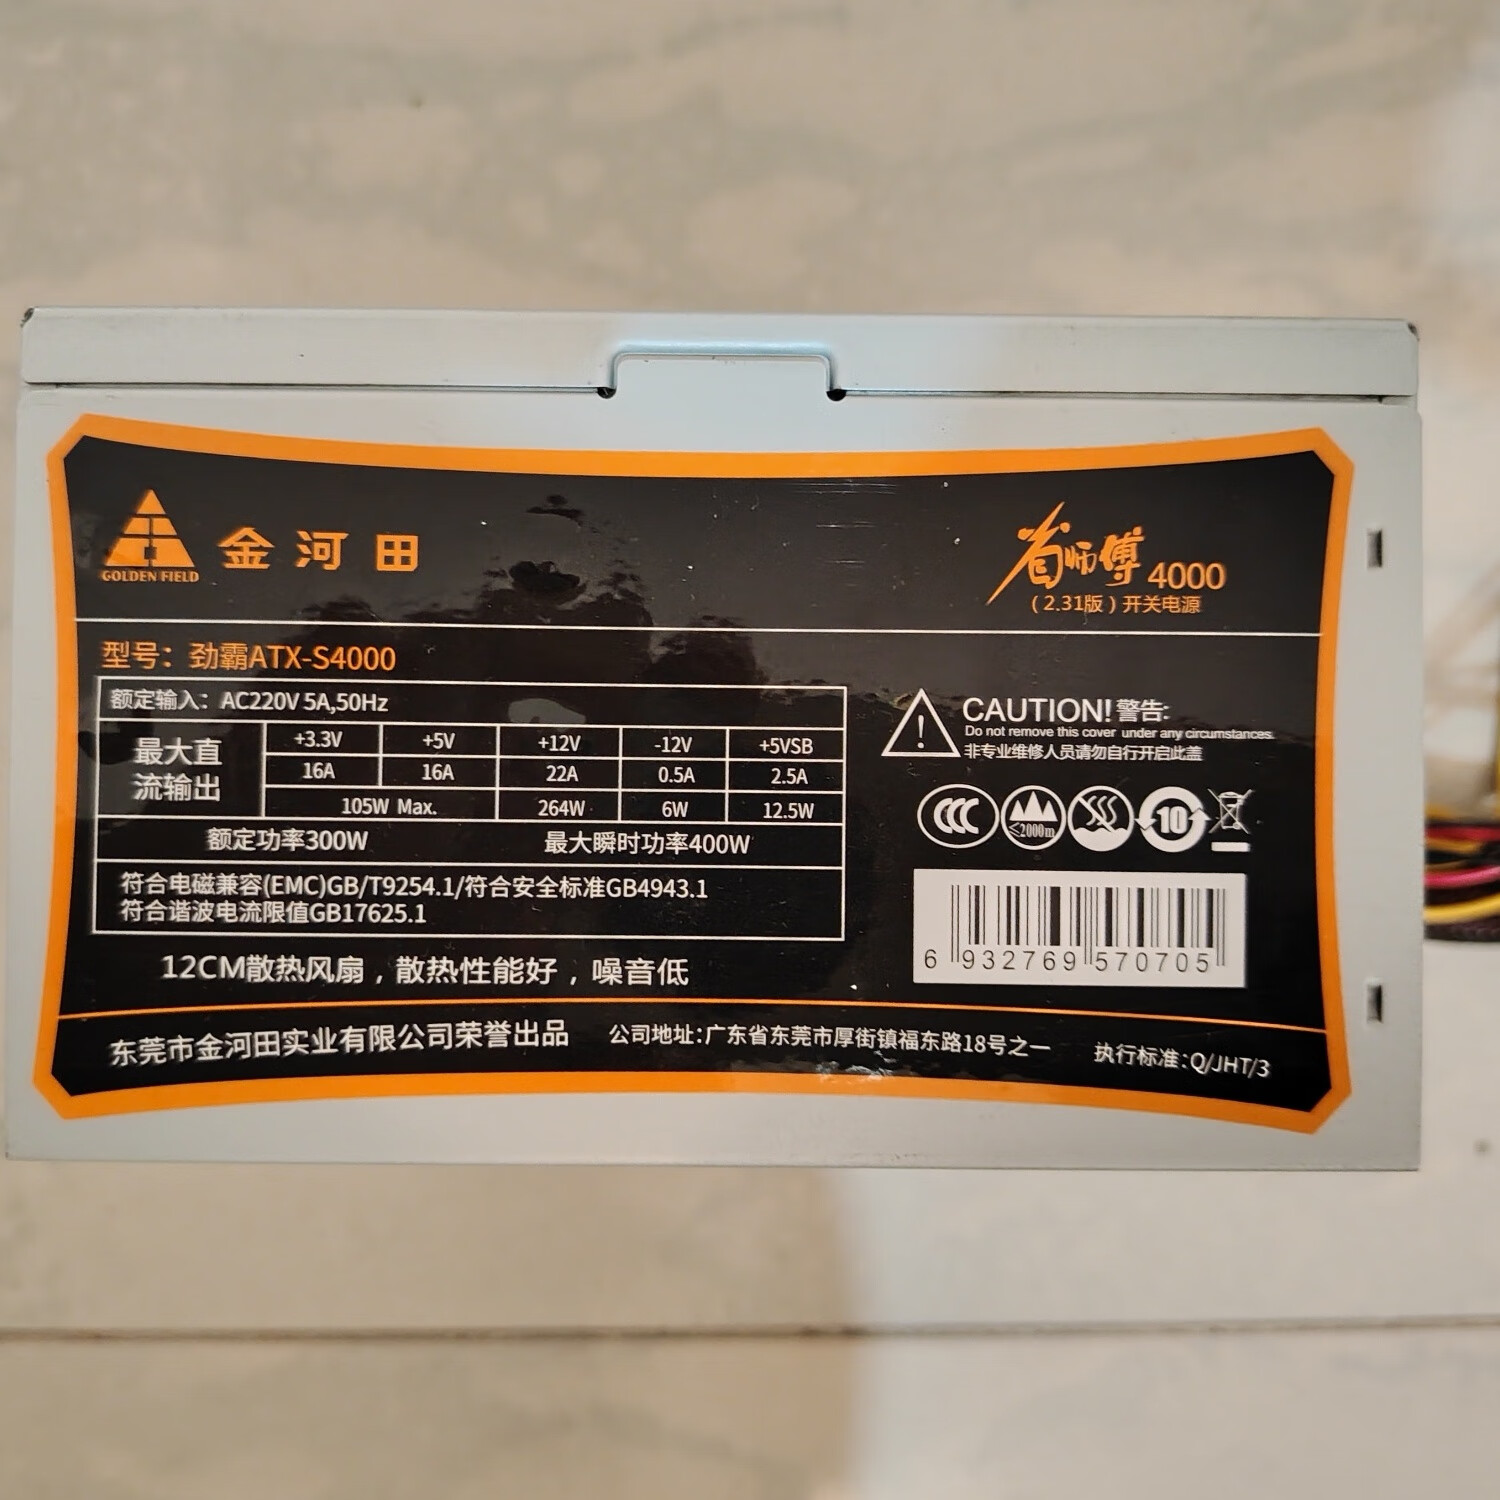 金河田
GOLDEN FIELD
省师傅 4000
(2.31版)开关电源
型号：劲霸ATX-S4000
额定输入：AC220V 5A,50Hz
最大直流输出
+3.3V +5V +12V -12V +5VSB
16A 16A 22A 0.5A 2.5A
105W Max. 264W 6W 12.5W
额定功率300W 最大瞬时功率400W
符合电磁兼容(EMC)GB/T9254.1/符合安全标准GB4943.1
符合谐波电流限值GB17625.1
12CM散热风扇，散热性能好，噪音低
CAUTION! 警告:
Do not remove this cover under any circumstances.
非专业维修人员请勿自行开启此盖
CCC
≤2000m
10
6 932769 570705
东莞市金河田实业有限公司荣誉出品 公司地址:广东省东莞市厚街镇福东路18号之一 执行标准:Q/JHT/3